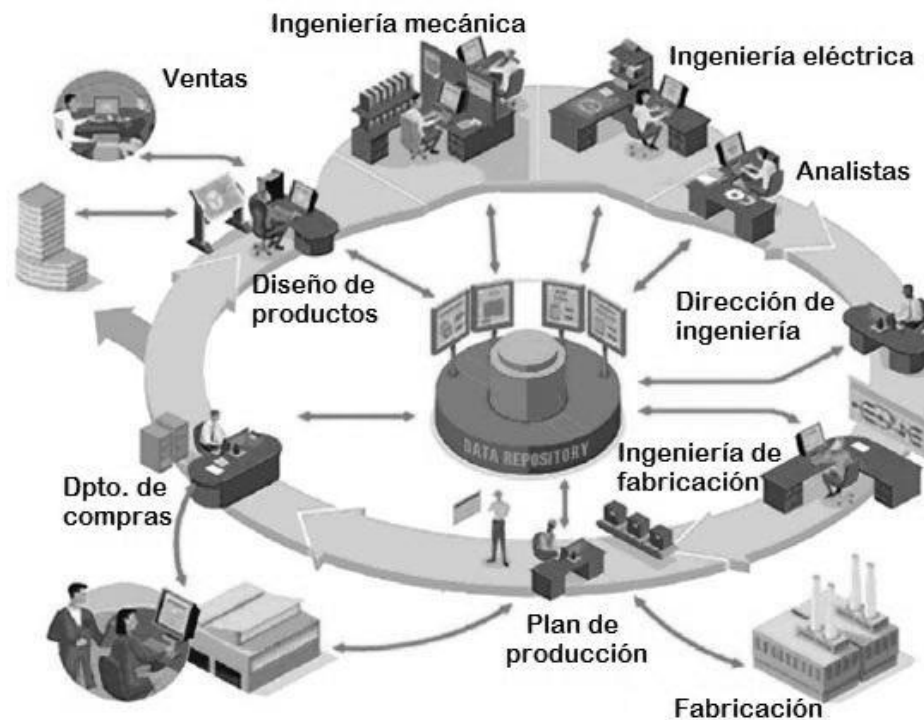 Ingeniería mecánica
Ingeniería eléctrica
Ventas
Analistas
Diseño de
productos
Dirección de
ingeniería
DATA REPOSITORY
Ingeniería de
fabricación
Dpto. de
compras
Plan de
producción
Fabricación